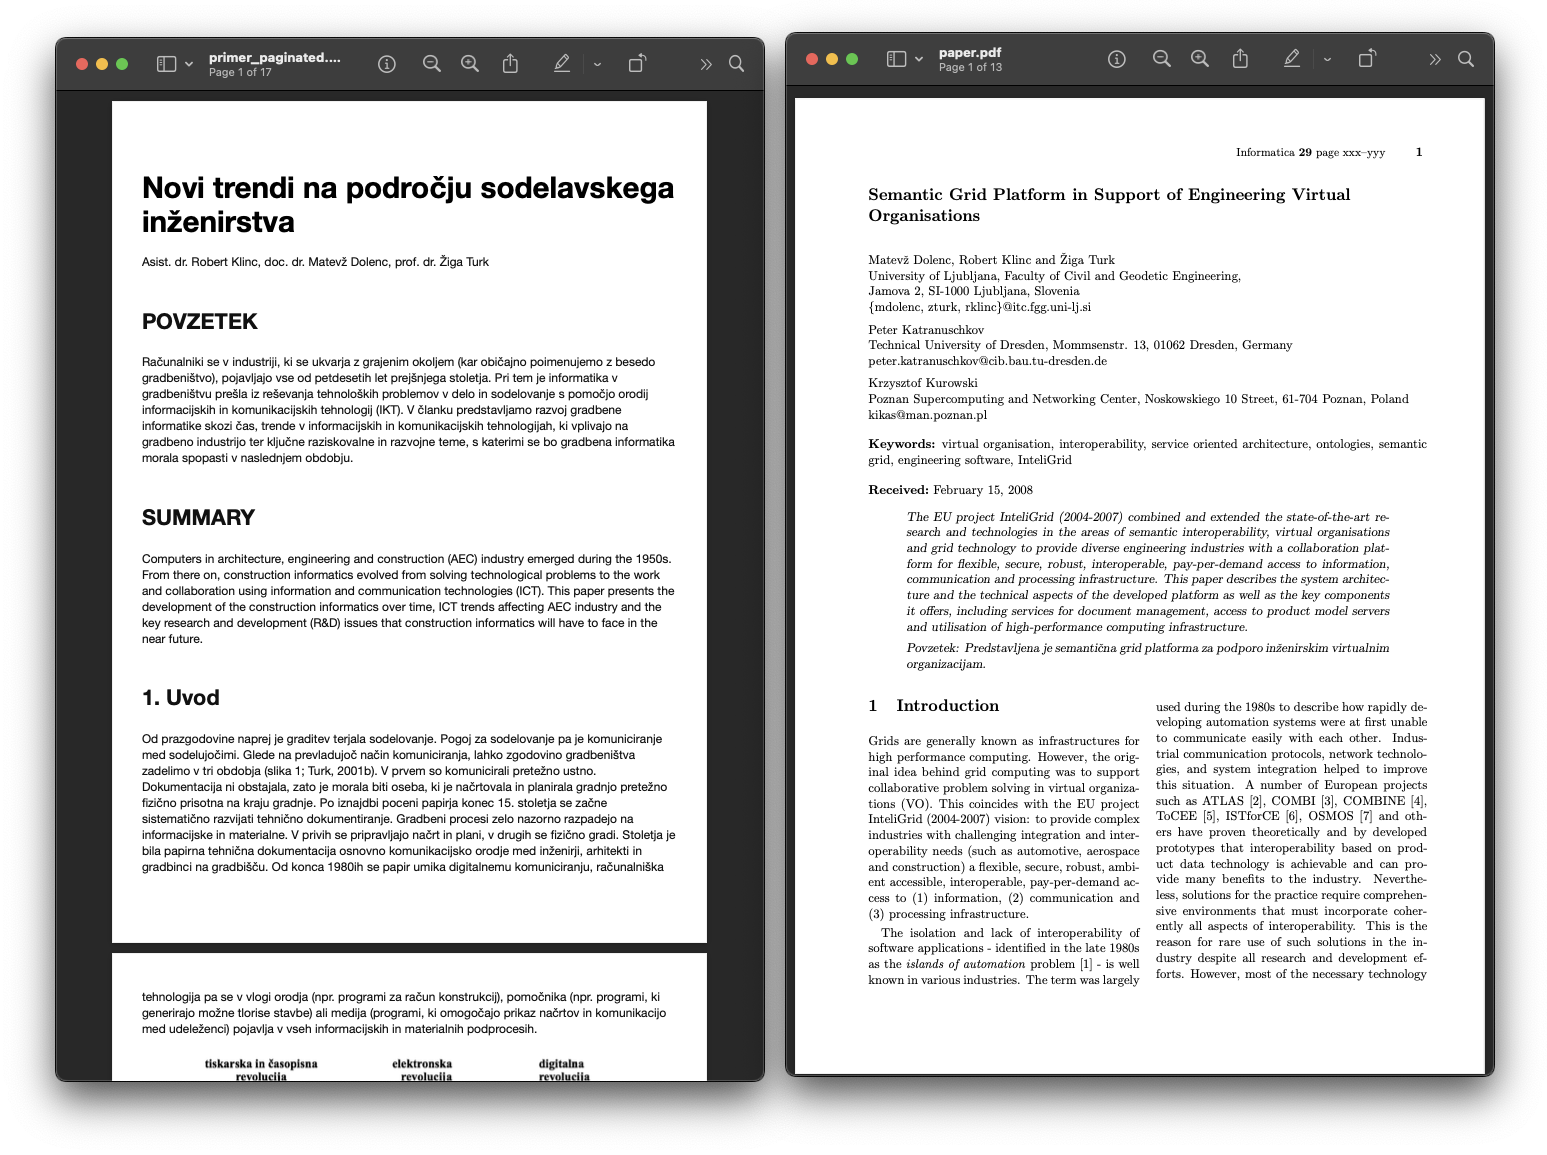 primer_paginated....
Page 1 of 17
Novi trendi na področju sodelavskega
inženirstva
Asist. dr. Robert Klinc, doc. dr. Matevž Dolenc, prof. dr. Žiga Turk
POVZETEK
Računalniki se v industriji, ki se ukvarja z grajenim okoljem (kar običajno poimenujemo z besedo
gradbeništvo), pojavljajo vse od petdesetih let prejšnjega stoletja. Pri tem je informatika v
gradbeništvu prešla iz reševanja tehnoloških problemov v delo in sodelovanje s pomočjo orodij
informacijskih in komunikacijskih tehnologij (IKT). V članku predstavljamo razvoj gradbene
informatike skozi čas, trende v informacijskih in komunikacijskih tehnologijah, ki vplivajo na
gradbeno industrijo ter ključne raziskovalne in razvojne teme, s katerimi se bo gradbena informatika
morala spopasti v naslednjem obdobju.
SUMMARY
Computers in architecture, engineering and construction (AEC) industry emerged during the 1950s.
From there on, construction informatics evolved from solving technological problems to the work
and collaboration using information and communication technologies (ICT). This paper presents the
development of the construction informatics over time, ICT trends affecting AEC industry and the
key research and development (R&D) issues that construction informatics will have to face in the
near future.
1. Uvod
Od prazgodovine naprej je graditev terjala sodelovanje. Pogoj za sodelovanje pa je komuniciranje
med sodelujočimi. Glede na prevladujoč način komuniciranja, lahko zgodovino gradbeništva
zadelimo v tri obdobja (slika 1; Turk, 2001b). V prvem so komunicirali pretežno ustno.
Dokumentacija ni obstajala, zato je morala biti oseba, ki je načrtovala in planirala gradnjo pretežno
fizično prisotna na kraju gradnje. Po iznajdbi poceni papirja konec 15. stoletja se začne
sistematično razvijati tehnično dokumentiranje. Gradbeni procesi zelo nazorno razpadejo na
informacijske in materialne. V privih se pripravljajo načrt in plani, v drugih se fizično gradi. Stoletja je
bila papirna tehnična dokumentacija osnovno komunikacijsko orodje med inženirji, arhitekti in
gradbinci na gradbišču. Od konca 1980ih se papir umika digitalnemu komuniciranju, računalniška
tehnologija pa se v vlogi orodja (npr. programi za račun konstrukcij), pomočnika (npr. programi, ki
generirajo možne tlorise stavbe) ali medija (programi, ki omogočajo prikaz načrtov in komunikacijo
med udeleženci) pojavlja v vseh informacijskih in materialnih podprocesih.
tiskarska in časopisna elektronska digitalna
revolucija revolucija revolucija
paper.pdf
Page 1 of 13
Informatica 29 page xxx–yyy 1
Semantic Grid Platform in Support of Engineering Virtual
Organisations
Matevž Dolenc, Robert Klinc and Žiga Turk
University of Ljubljana, Faculty of Civil and Geodetic Engineering,
Jamova 2, SI-1000 Ljubljana, Slovenia
{mdolenc, zturk, rklinc}@itc.fgg.uni-lj.si
Peter Katranuschkov
Technical University of Dresden, Mommsenstr. 13, 01062 Dresden, Germany
peter.katranuschkov@cib.bau.tu-dresden.de
Krzysztof Kurowski
Poznan Supercomputing and Networking Center, Noskowskiego 10 Street, 61-704 Poznan, Poland
kikas@man.poznan.pl
Keywords: virtual organisation, interoperability, service oriented architecture, ontologies, semantic
grid, engineering software, InteliGrid
Received: February 15, 2008
The EU project InteliGrid (2004-2007) combined and extended the state-of-the-art re-
search and technologies in the areas of semantic interoperability, virtual organisations
and grid technology to provide diverse engineering industries with a collaboration plat-
form for flexible, secure, robust, interoperable, pay-per-demand access to information,
communication and processing infrastructure. This paper describes the system architec-
ture and the technical aspects of the developed platform as well as the key components
it offers, including services for document management, access to product model servers
and utilisation of high-performance computing infrastructure.
Povzetek: Predstavljena je semantična grid platforma za podporo inženirskim virtualnim
organizacijam.
1 Introduction
Grids are generally known as infrastructures for
high performance computing. However, the orig-
inal idea behind grid computing was to support
collaborative problem solving in virtual organiza-
tions (VO). This coincides with the EU project
InteliGrid (2004-2007) vision: to provide complex
industries with challenging integration and inter-
operability needs (such as automotive, aerospace
and construction) a flexible, secure, robust, ambi-
ent accessible, interoperable, pay-per-demand ac-
cess to (1) information, (2) communication and
(3) processing infrastructure.
The isolation and lack of interoperability of
software applications - identified in the late 1980s
as the islands of automation problem [1] - is well
known in various industries. The term was largely
used during the 1980s to describe how rapidly de-
veloping automation systems were at first unable
to communicate easily with each other. Indus-
trial communication protocols, network technolo-
gies, and system integration helped to improve
this situation. A number of European projects
such as ATLAS [2], COMBI [3], COMBINE [4],
ToCEE [5], ISTforCE [6], OSMOS [7] and oth-
ers have proven theoretically and by developed
prototypes that interoperability based on prod-
uct data technology is achievable and can pro-
vide many benefits to the industry. Neverthe-
less, solutions for the practice require comprehen-
sive environments that must incorporate coher-
ently all aspects of interoperability. This is the
reason for rare use of such solutions in the in-
dustry despite all research and development ef-
forts. However, most of the necessary technology